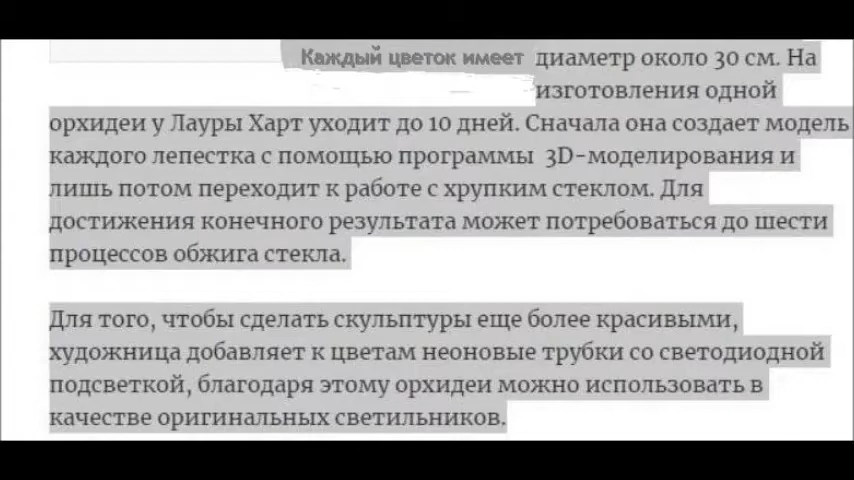 Каждый цветок имеет диаметр около 30 см. На
изготовления одной
орхидеи у Лауры Харт уходит до 10 дней. Сначала она создает модель
каждого лепестка с помощью программы 3D-моделирования и
лишь потом переходит к работе с хрупким стеклом. Для
достижения конечного результата может потребоваться до шести
процессов обжига стекла.
Для того, чтобы сделать скульптуры еще более красивыми,
художница добавляет к цветам неоновые трубки со светодиодной
подсветкой, благодаря этому орхидеи можно использовать в
качестве оригинальных светильников.